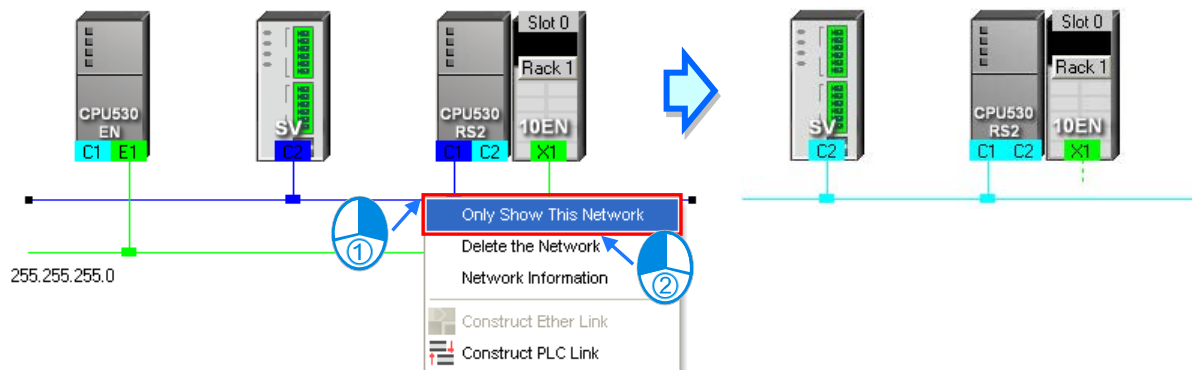 Slot 0
Rack 1
CPU530
EN
C1 E1
SV
C2
CPU530
RS2
C1 C2
10EN
X1
255.255.255.0
①
②
Only Show This Network
Delete the Network
Network Information
Construct Ether Link
Construct PLC Link
Slot 0
Rack 1
SV
C2
CPU530
RS2
C1 C2
10EN
X1